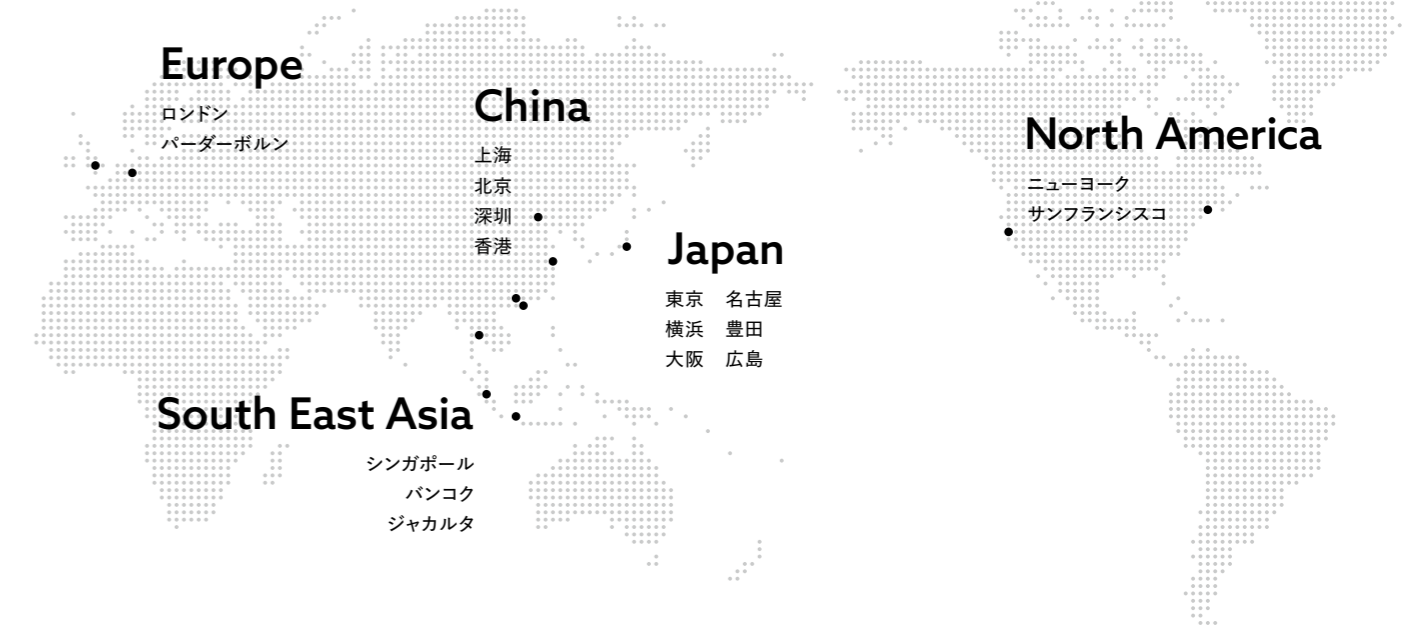 Europe
ロンドン
パーダーボルン
China
上海
北京
深圳
香港
Japan
東京　名古屋
横浜　豊田
大阪　広島
North America
ニューヨーク
サンフランシスコ
South East Asia
シンガポール
バンコク
ジャカルタ